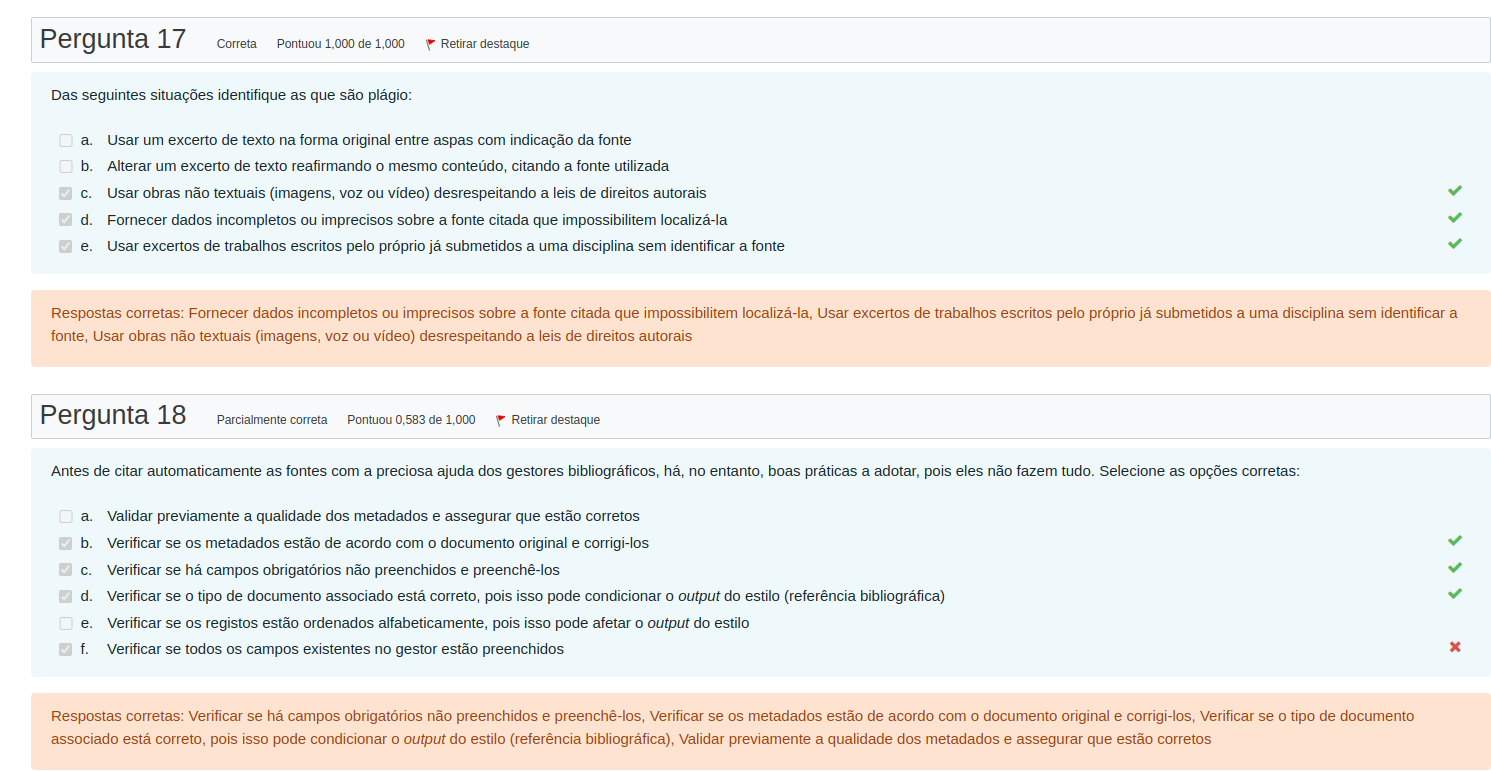 Pergunta 17 Correta Pontuou 1,000 de 1,000 Retirar destaque
Das seguintes situações identifique as que são plágio:
a. Usar um excerto de texto na forma original entre aspas com indicação da fonte
b. Alterar um excerto de texto reafirmando o mesmo conteúdo, citando a fonte utilizada
c. Usar obras não textuais (imagens, voz ou vídeo) desrespeitando a leis de direitos autorais
d. Fornecer dados incompletos ou imprecisos sobre a fonte citada que impossibilitem localizá-la
e. Usar excertos de trabalhos escritos pelo próprio já submetidos a uma disciplina sem identificar a fonte
Respostas corretas: Fornecer dados incompletos ou imprecisos sobre a fonte citada que impossibilitem localizá-la, Usar excertos de trabalhos escritos pelo próprio já submetidos a uma disciplina sem identificar a
fonte, Usar obras não textuais (imagens, voz ou vídeo) desrespeitando a leis de direitos autorais
Pergunta 18 Parcialmente correta Pontuou 0,583 de 1,000 Retirar destaque
Antes de citar automaticamente as fontes com a preciosa ajuda dos gestores bibliográficos, há, no entanto, boas práticas a adotar, pois eles não fazem tudo. Selecione as opções corretas:
a. Validar previamente a qualidade dos metadados e assegurar que estão corretos
b. Verificar se os metadados estão de acordo com o documento original e corrigi-los
c. Verificar se há campos obrigatórios não preenchidos e preenchê-los
d. Verificar se o tipo de documento associado está correto, pois isso pode condicionar o output do estilo (referência bibliográfica)
e. Verificar se os registos estão ordenados alfabeticamente, pois isso pode afetar o output do estilo
f. Verificar se todos os campos existentes no gestor estão preenchidos
Respostas corretas: Verificar se há campos obrigatórios não preenchidos e preenchê-los, Verificar se os metadados estão de acordo com o documento original e corrigi-los, Verificar se o tipo de documento
associado está correto, pois isso pode condicionar o output do estilo (referência bibliográfica), Validar previamente a qualidade dos metadados e assegurar que estão corretos